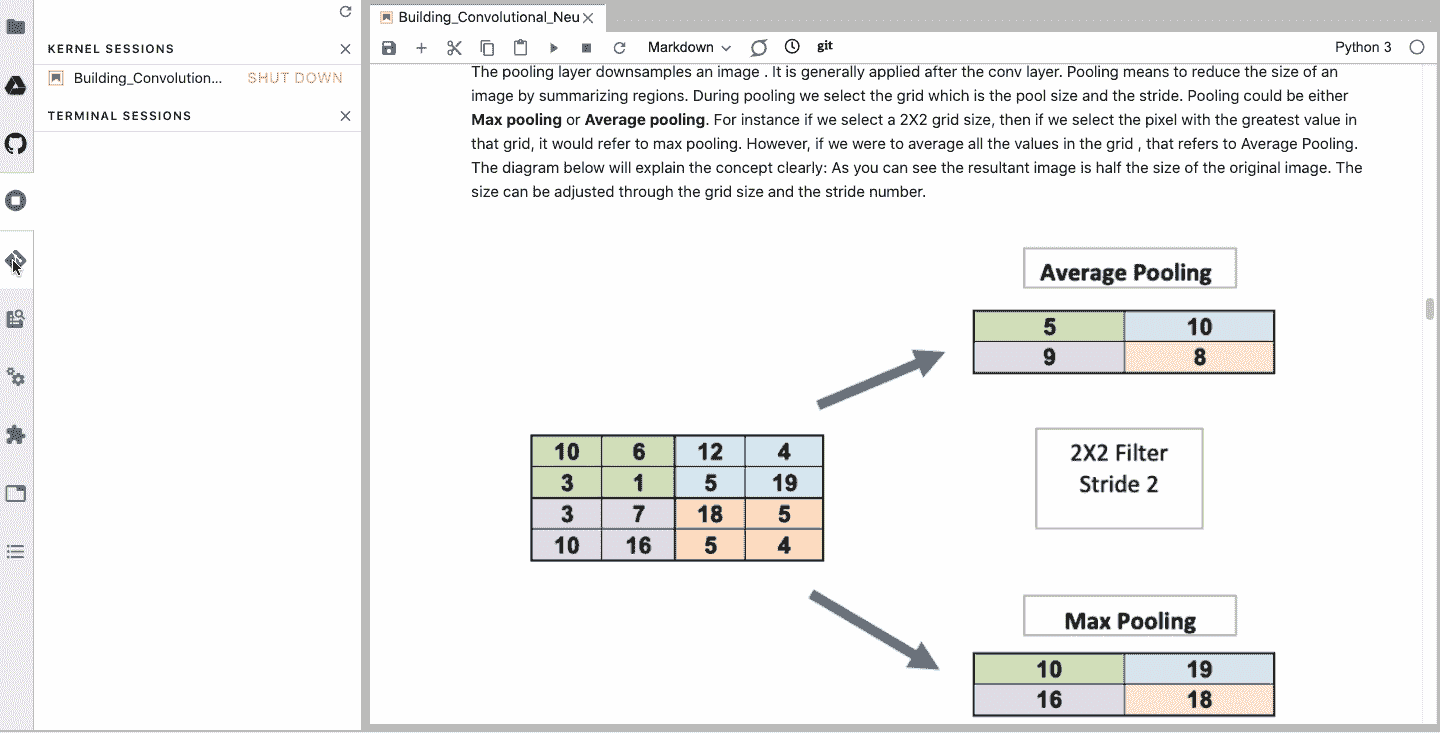 KERNEL SESSIONS
Building_Convolution... SHUT DOWN
TERMINAL SESSIONS
Building_Convolutional_Neu
Markdown
git
Python 3
The pooling layer downsamples an image . It is generally applied after the conv layer. Pooling means to reduce the size of an
image by summarizing regions. During pooling we select the grid which is the pool size and the stride. Pooling could be either
Max pooling or Average pooling. For instance if we select a 2X2 grid size, then if we select the pixel with the greatest value in
that grid, it would refer to max pooling. However, if we were to average all the values in the grid , that refers to Average Pooling.
The diagram below will explain the concept clearly: As you can see the resultant image is half the size of the original image. The
size can be adjusted through the grid size and the stride number.
Average Pooling
5 10
9 8
10 6 12 4
3 1 5 19
3 7 18 5
10 16 5 4
2X2 Filter
Stride 2
Max Pooling
10 19
16 18